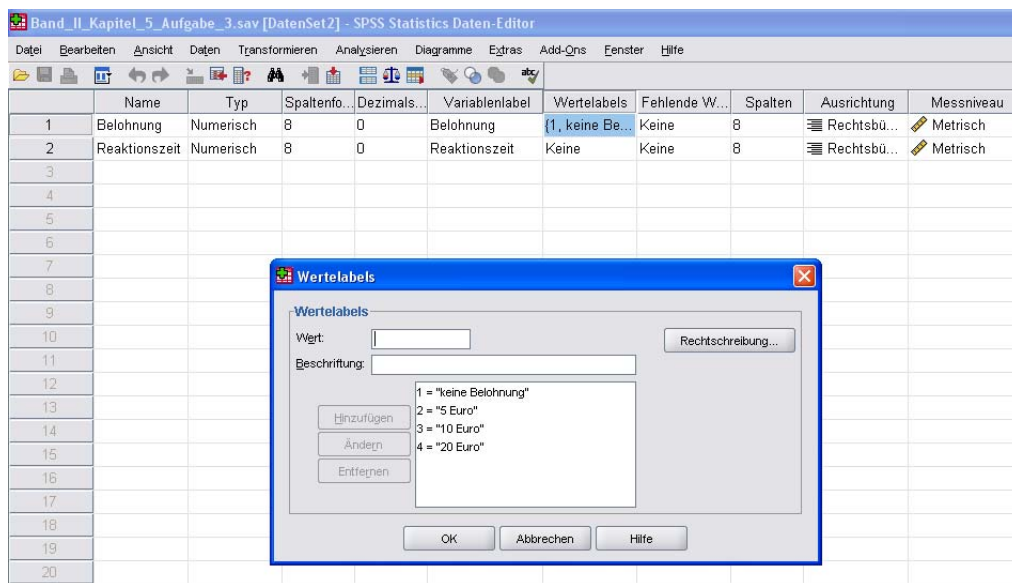 Band_II_Kapitel_5_Aufgabe_3.sav [DatenSet2] - SPSS Statistics Daten-Editor
Datei Bearbeiten Ansicht Daten Transformieren Analysieren Diagramme Extras Add-Ons Fenster Hilfe
Name Typ Spaltenfo... Dezimals... Variablenlabel Wertelabels Fehlende W... Spalten Ausrichtung Messniveau
1 Belohnung Numerisch 8 0 Belohnung {1, keine Be... Keine 8 Rechtsbü... Metrisch
2 Reaktionszeit Numerisch 8 0 Reaktionszeit Keine Keine 8 Rechtsbü... Metrisch
3
4
5
6
7
8
9
10
11
12
13
14
15
16
17
18
19
20
Wertelabels
Wertelabels
Wert:
Rechtschreibung...
Beschriftung:
1 = "keine Belohnung"
2 = "5 Euro"
3 = "10 Euro"
4 = "20 Euro"
Hinzufügen
Ändern
Entfernen
OK Abbrechen Hilfe